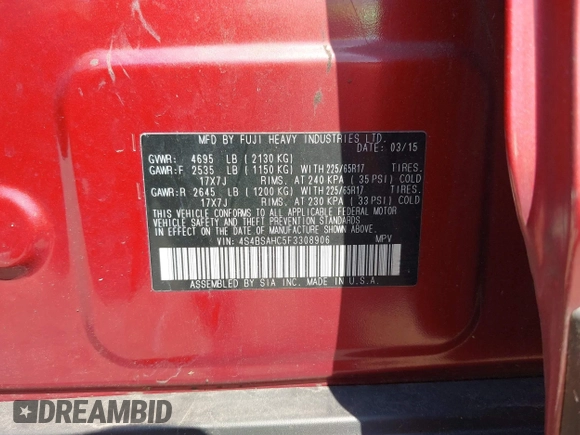 MFD BY FUJI HEAVY INDUSTRIES LTD.
DATE: 03/15
GVWR: 4695 LB (2130 KG)
GAWR:F 2535 LB (1150 KG) WITH 225/65R17 TIRES.
17X7J RIMS. AT 240 KPA (35 PSI) COLD
GAWR:R 2645 LB (1200 KG) WITH 225/65R17 TIRES.
17X7J RIMS. AT 230 KPA (33 PSI) COLD
THIS VEHICLE CONFORMS TO ALL APPLICABLE FEDERAL MOTOR
VEHICLE SAFETY AND THEFT PREVENTION STANDARDS
IN EFFECT ON THE DATE OF MANUFACTURE SHOWN ABOVE.
VIN: 4S4BSAHC5F3308906 MPV
ASSEMBLED BY SIA INC. MADE IN U.S.A.
DREAMBID